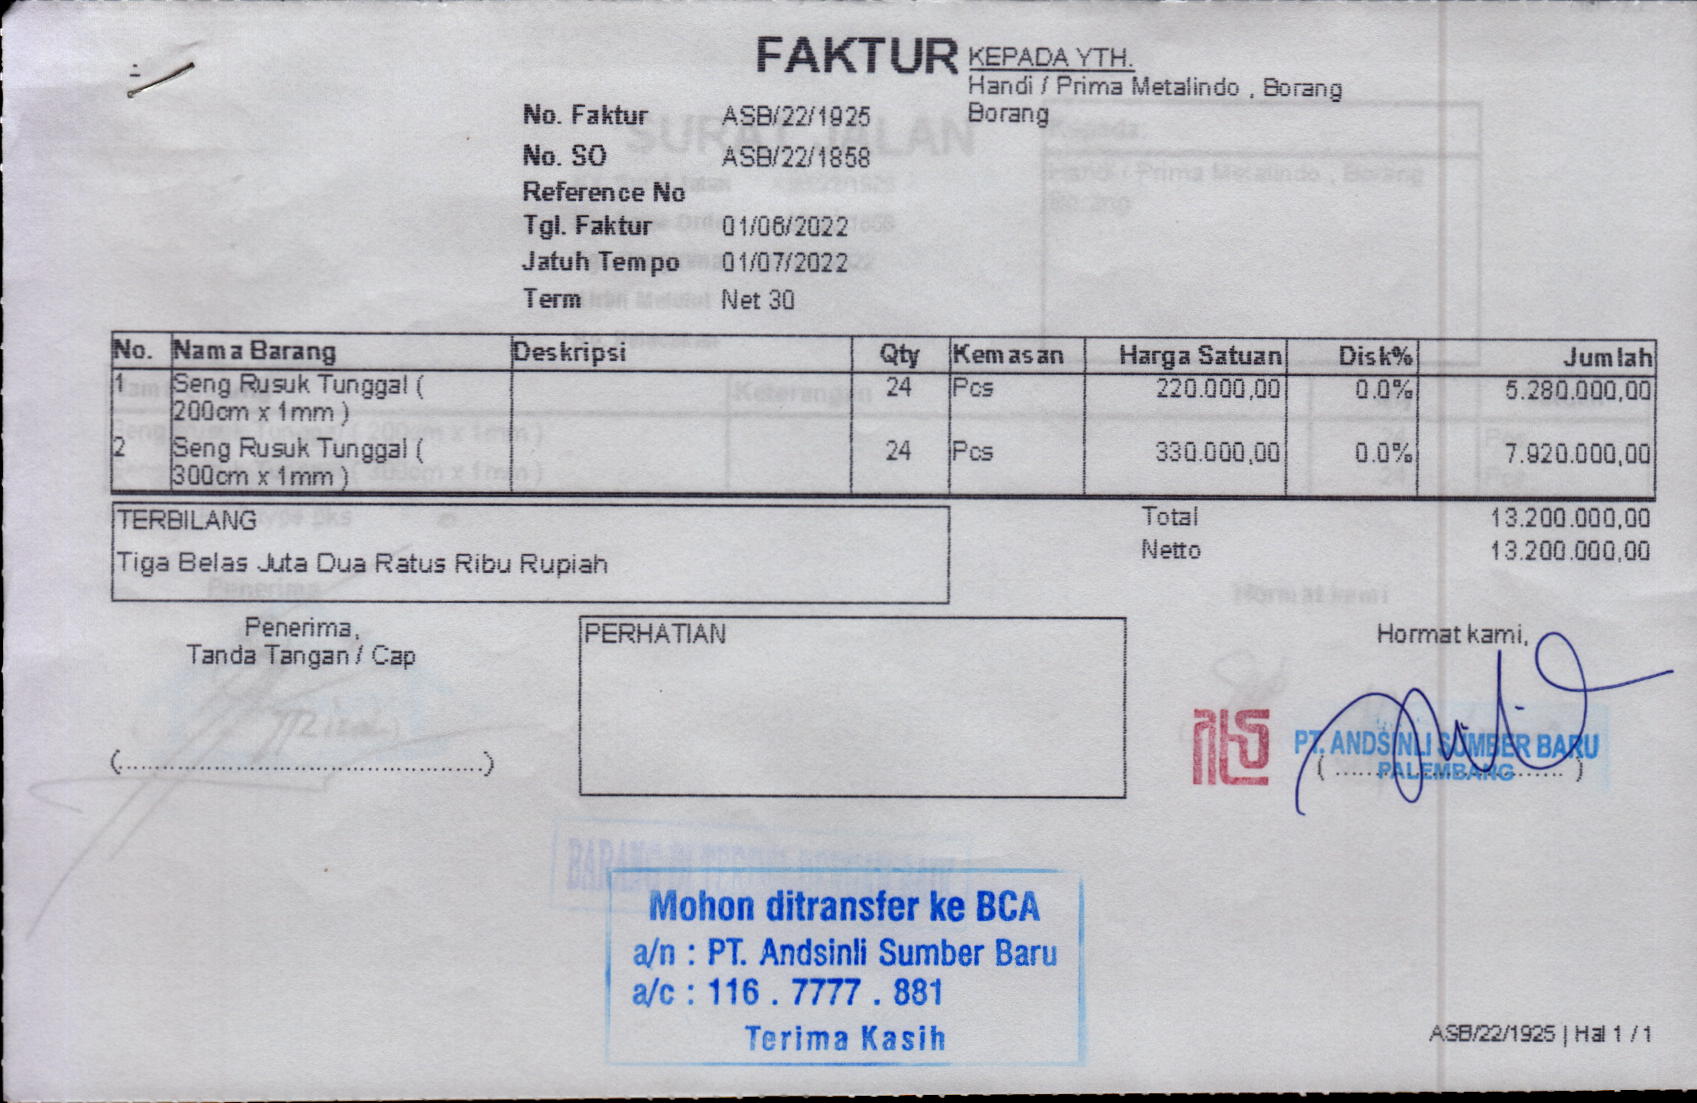 FAKTUR
KEPADA YTH.
Handi / Prima Metalindo , Borang
Borang
No. Faktur ASB/22/1925
No. SO ASB/22/1858
Reference No
Tgl. Faktur 01/06/2022
Jatuh Tempo 01/07/2022
Term Net 30
No. Nama Barang Deskripsi Qty Kemasan Harga Satuan Disk% Jumlah
1 Seng Rusuk Tunggal ( 24 Pcs 220.000,00 0.0% 5.280.000,00
200cm x 1mm )
2 Seng Rusuk Tunggal ( 24 Pcs 330.000,00 0.0% 7.920.000,00
300cm x 1mm )
TERBILANG
Tiga Belas Juta Dua Ratus Ribu Rupiah
Total 13.200.000,00
Netto 13.200.000,00
Penerima,
Tanda Tangan / Cap
(................................................)
PERHATIAN
Hormat kami,
PT. ANDSINLI SUMBER BARU
PALEMBANG
Mohon ditransfer ke BCA
a/n : PT. Andsinli Sumber Baru
a/c : 116 . 7777 . 881
Terima Kasih
ASB/22/1925 | Hal 1 / 1